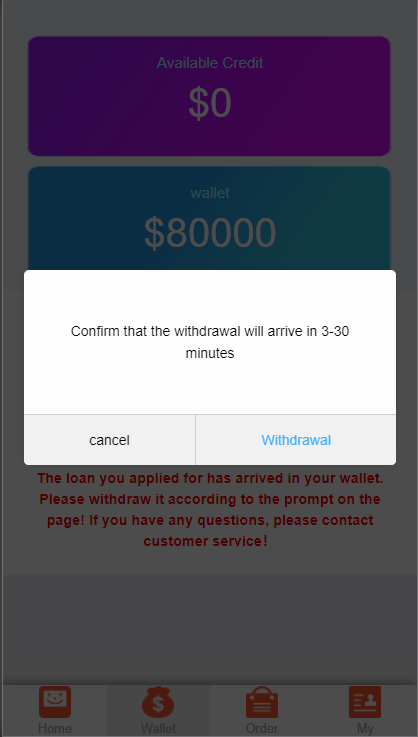 Available Credit
$0
wallet
$80000
Confirm that the withdrawal will arrive in 3-30
minutes
cancel
Withdrawal
The loan you applied for has arrived in your wallet.
Please withdraw it according to the prompt on the
page! If you have any questions, please contact
customer service!
Home
Wallet
Order
My